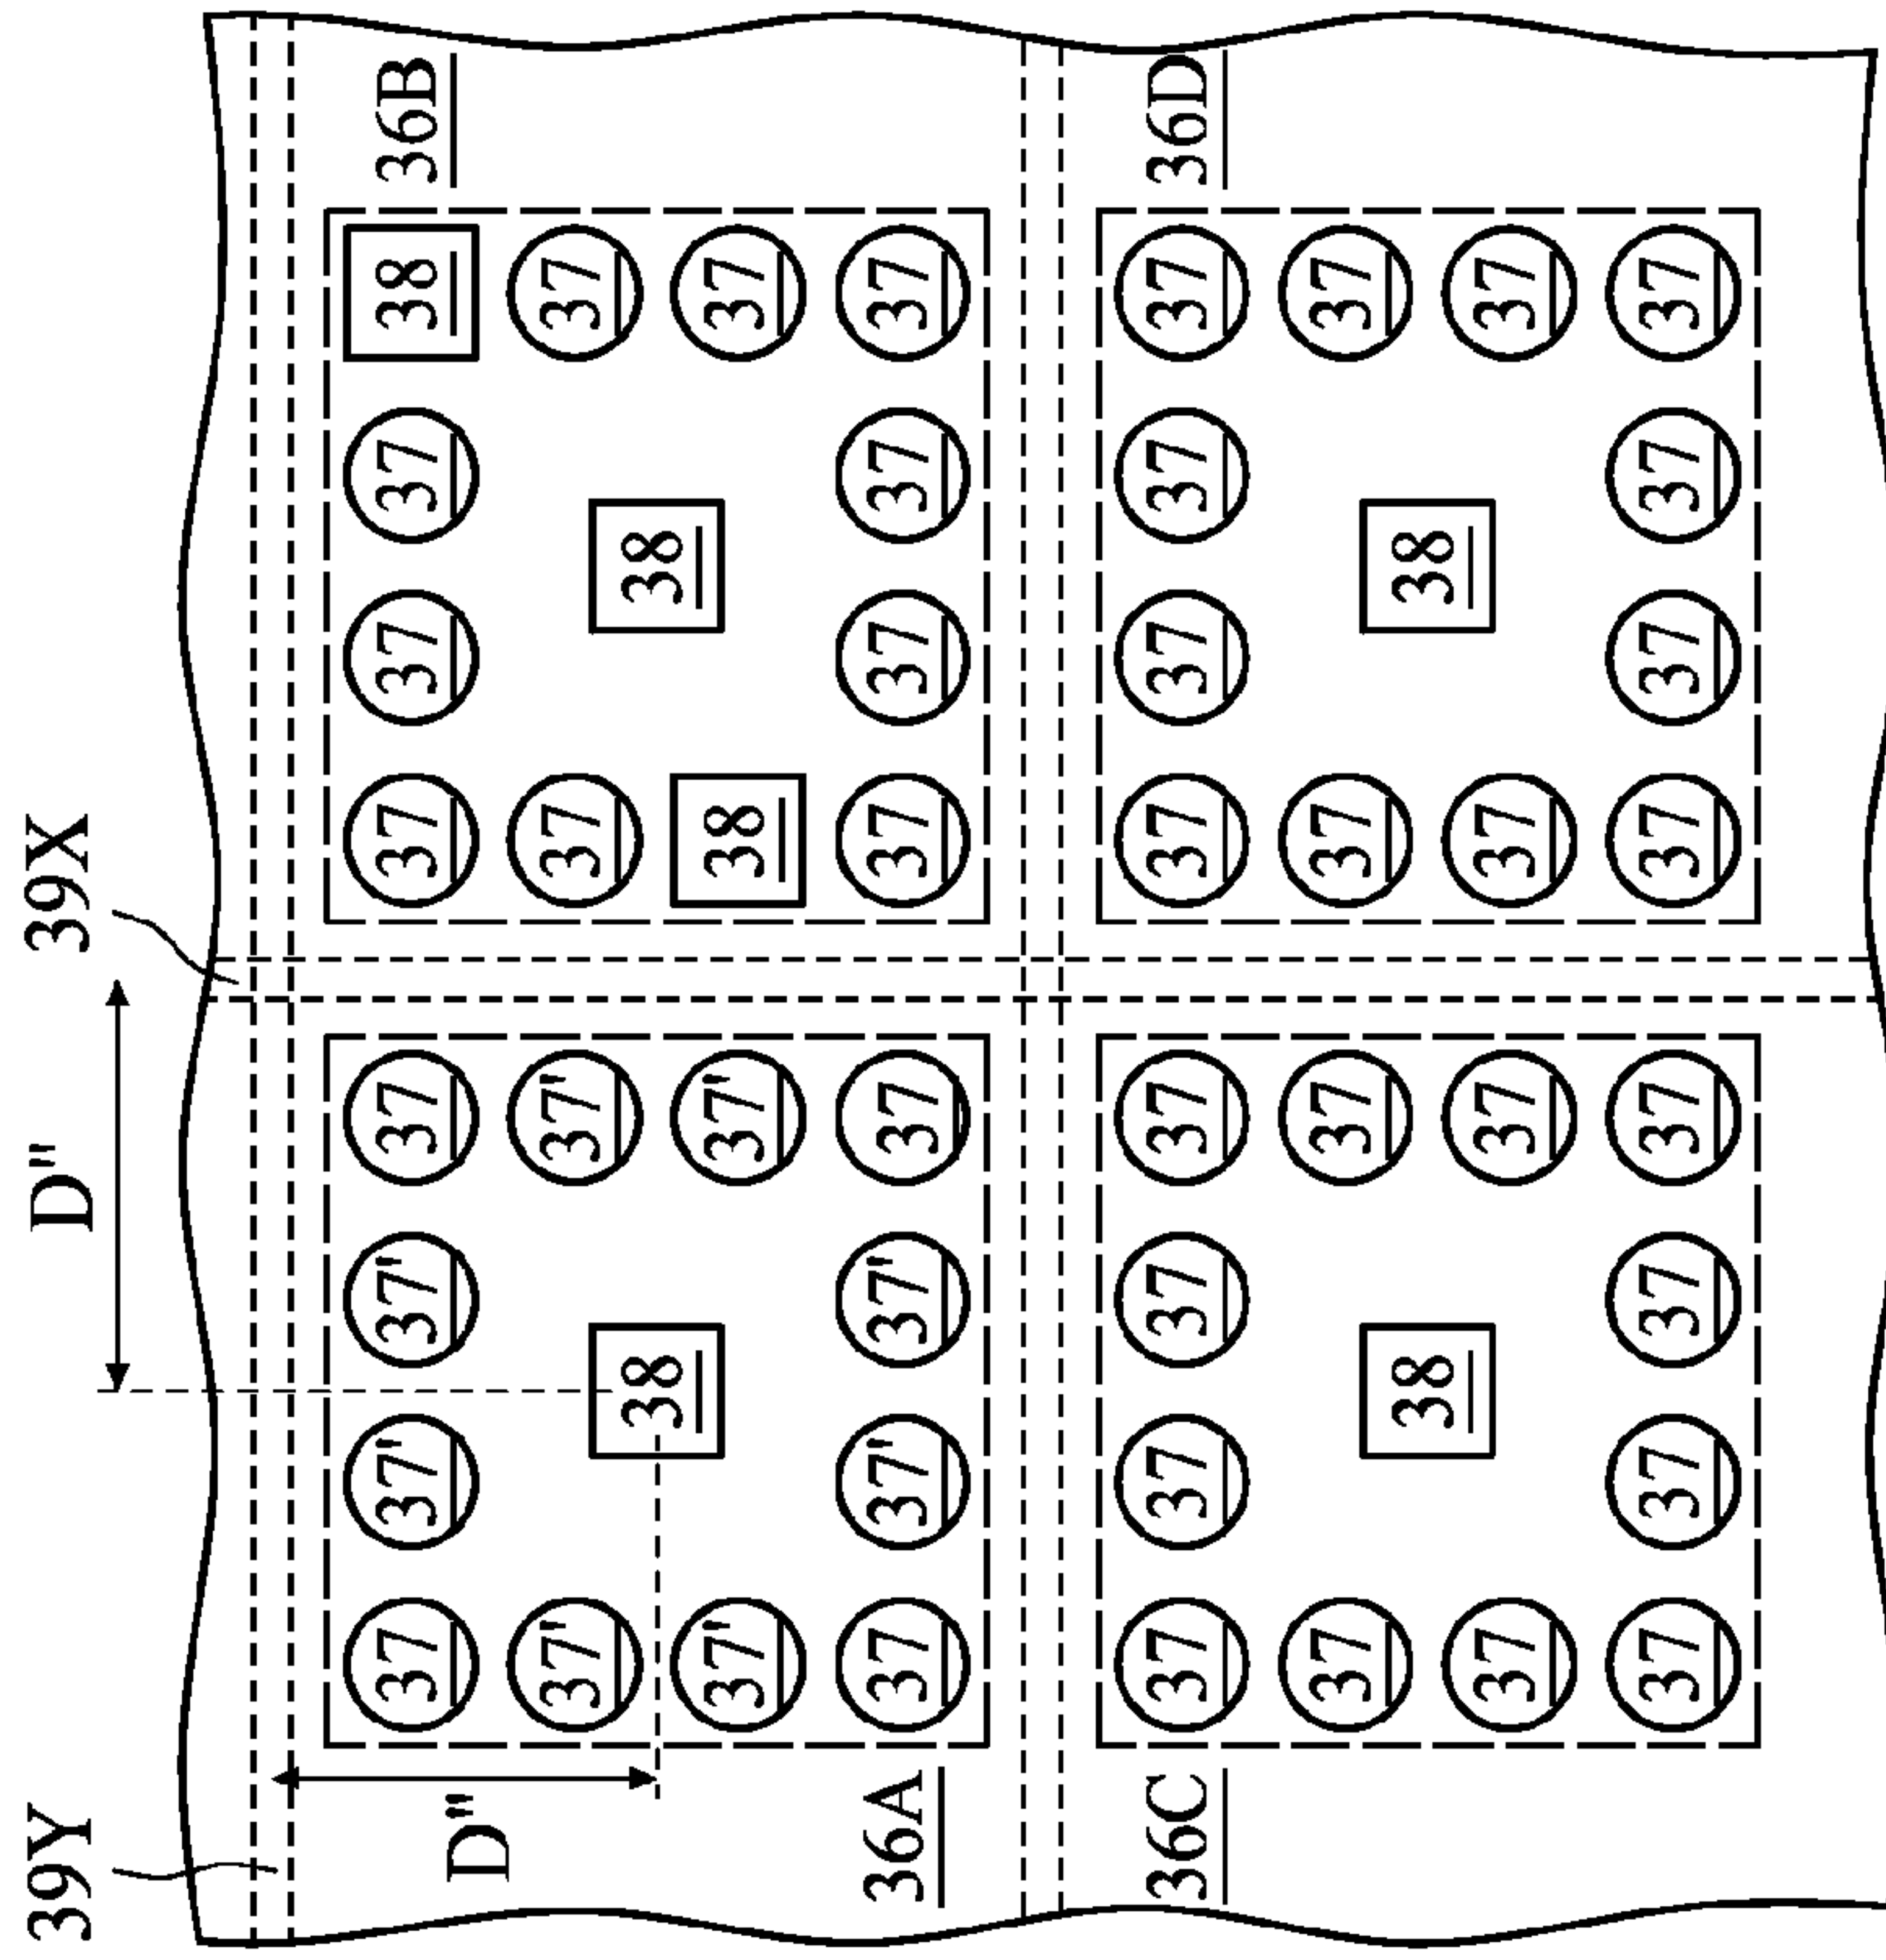 39Y D" 39X
37 37" 37" 37 37 37 37 38 36B
D"
37" 37" 37 37
38 38
37" 37" 38 37
36A 37 37" 37" 37 37 37 37 37
36C 37 37 37 37 37 37 37 37 36D
37 37 37 37
38 38
37 37 37 37
37 37 37 37 37 37 37 37